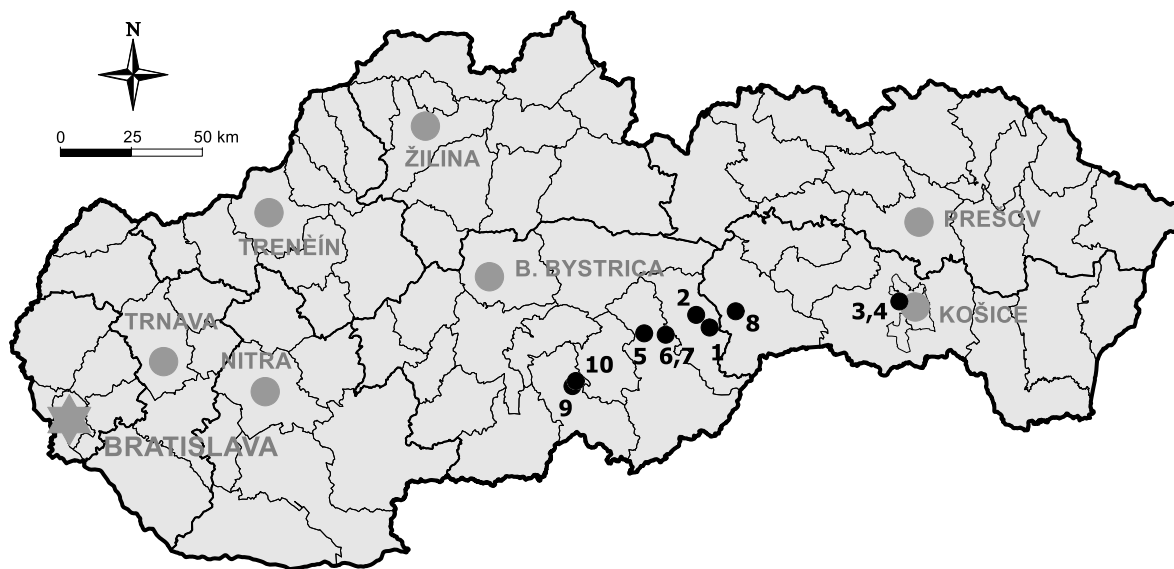 N
0 25 50 km
ŽILINA
TRENÈÍN
PREŠOV
B. BYSTRICA
TRNAVA
NITRA
KOŠICE
BRATISLAVA
2
3,4
8
5
6,7
1
10
9